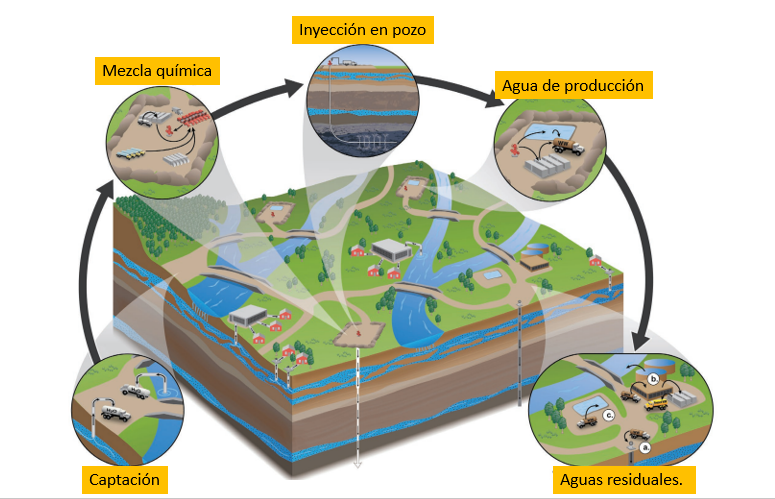 Inyección en pozo
Mezcla química
Agua de producción
b.
c.
a.
Captación
Aguas residuales.